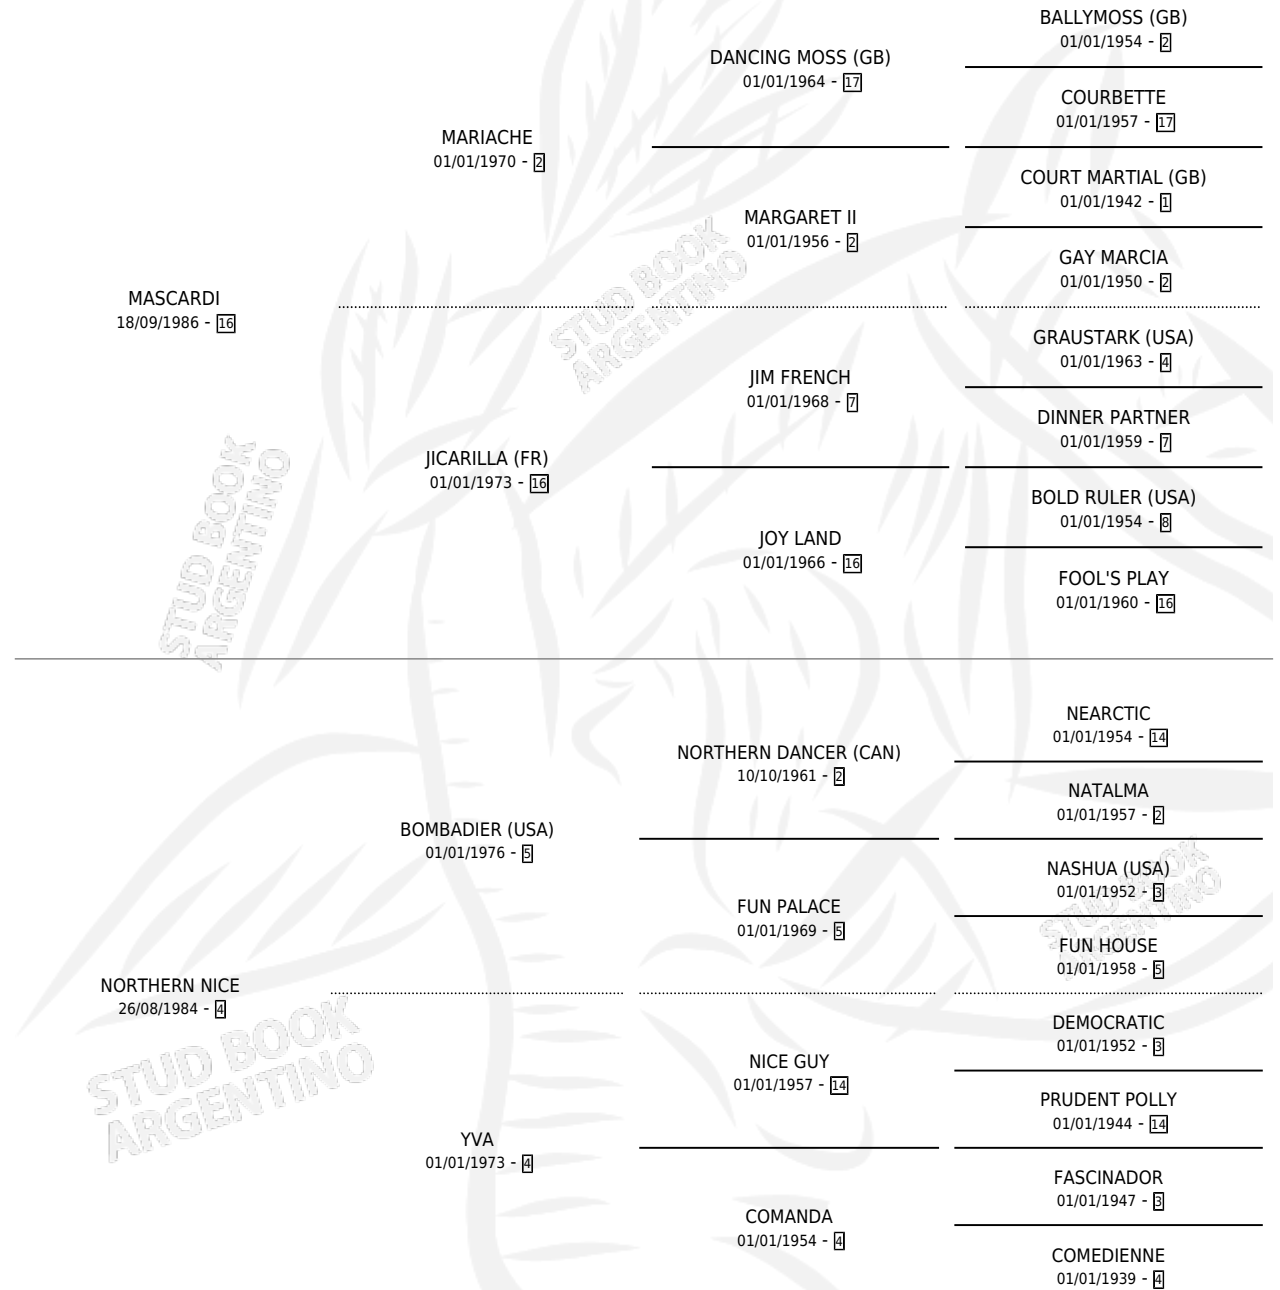 BALLYMOSS (GB)
01/01/1954 - 2
DANCING MOSS (GB)
01/01/1964 - 17
COURBETTE
01/01/1957 - 17
MARIACHE
01/01/1970 - 2
COURT MARTIAL (GB)
01/01/1942 - 1
MARGARET II
01/01/1956 - 2
GAY MARCIA
01/01/1950 - 2
MASCARDI
18/09/1986 - 16
STUD BOOK
ARGENTINO
GRAUSTARK (USA)
01/01/1963 - 4
JIM FRENCH
01/01/1968 - 7
DINNER PARTNER
01/01/1959 - 7
JICARILLA (FR)
01/01/1973 - 16
BOLD RULER (USA)
01/01/1954 - 8
JOY LAND
01/01/1966 - 16
FOOL'S PLAY
01/01/1960 - 16
STUD BOOK
ARGENTINO
NEARCTIC
01/01/1954 - 14
NORTHERN DANCER (CAN)
10/10/1961 - 2
NATALMA
01/01/1957 - 2
BOMBADIER (USA)
01/01/1976 - 5
NASHUA (USA)
01/01/1952 - 3
FUN PALACE
01/01/1969 - 5
FUN HOUSE
01/01/1958 - 5
STUD BOOK
ARGENTINO
NORTHERN NICE
26/08/1984 - 4
DEMOCRATIC
01/01/1952 - 3
NICE GUY
01/01/1957 - 14
PRUDENT POLLY
01/01/1944 - 14
STUD BOOK
ARGENTINO
YVA
01/01/1973 - 4
FASCINADOR
01/01/1947 - 3
COMANDA
01/01/1954 - 4
COMEDIENNE
01/01/1939 - 4